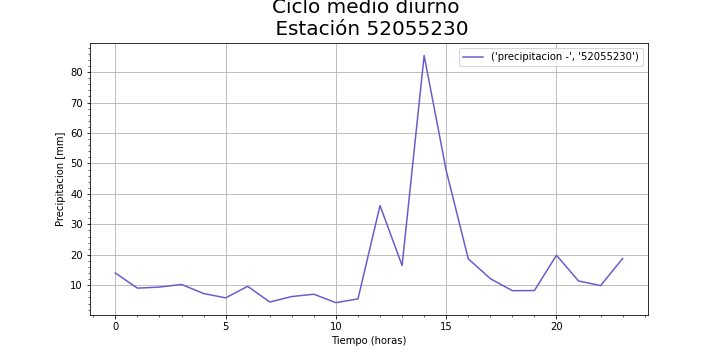 Ciclo medio diurno
Estación 52055230
('precipitacion -', '52055230')
Precipitacion [mm]
80
70
60
50
40
30
20
10
0
5
10
15
20
Tiempo (horas)